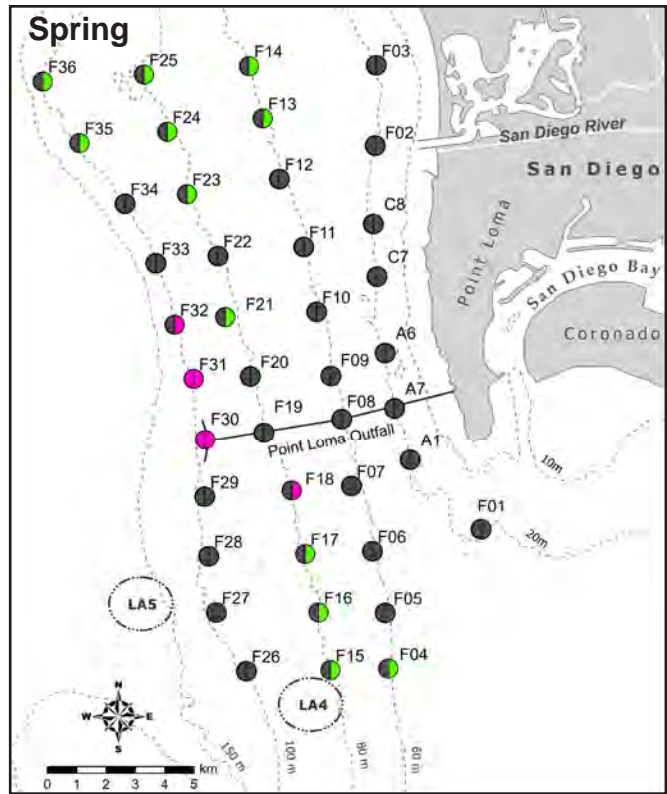 Spring
F36
F25
F14
F03
F35
F24
F13
F02
San Diego River
San Diego
F34
F23
F12
C8
Point Loma
F33
F22
F11
C7
San Diego Bay
F32
F21
F10
A6
Coronado
F31
F20
F09
A7
F30
F19
F08
Point Loma Outfall
A1
10m
F29
F18
F07
F01
20m
F28
F17
F06
LA5
F27
F16
F05
F26
F15
F04
LA4
N
W E
S
150 m
100 m
80 m
60 m
km
0 1 2 3 4 5